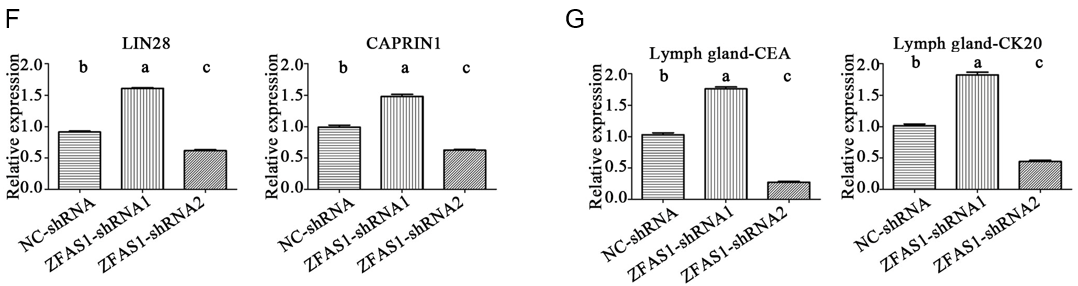 F
LIN28
Relative expression
2.0
1.5
1.0
0.5
0.0
b a c
NC-shRNA
ZFAS1-shRNA1
ZFAS1-shRNA2
CAPRIN1
Relative expression
2.0
1.5
1.0
0.5
0.0
b a c
NC-shRNA
ZFAS1-shRNA1
ZFAS1-shRNA2
G
Lymph gland-CEA
Relative expression
2.0
1.5
1.0
0.5
0.0
b a c
NC-shRNA
ZFAS1-shRNA1
ZFAS1-shRNA2
Lymph gland-CK20
Relative expression
2.0
1.5
1.0
0.5
0.0
b a c
NC-shRNA
ZFAS1-shRNA1
ZFAS1-shRNA2